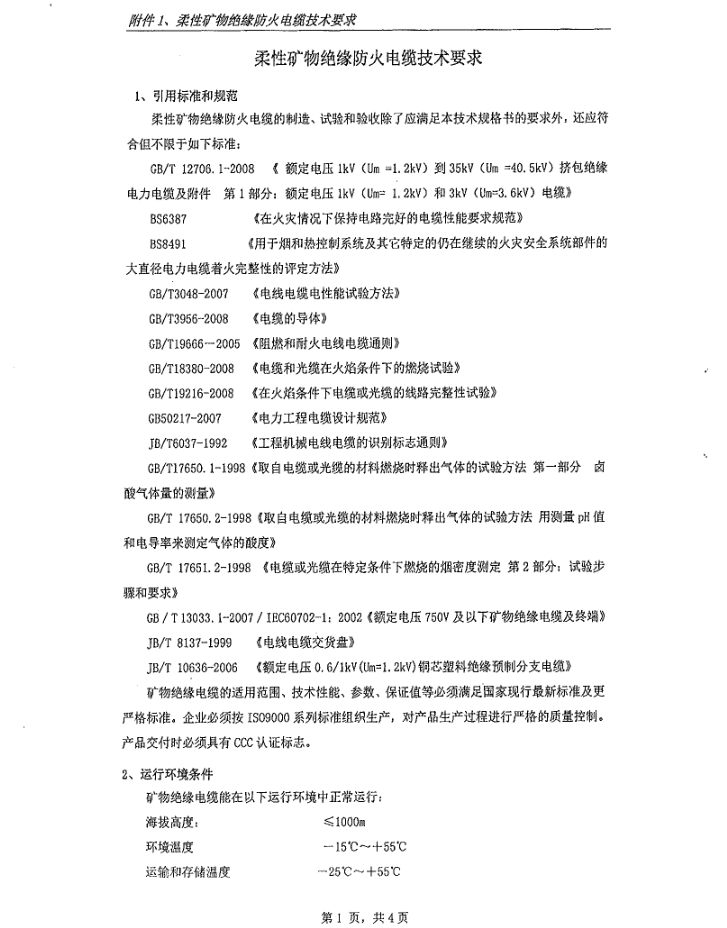 附件 1、柔性矿物绝缘防火电缆技术要求
柔性矿物绝缘防火电缆技术要求
1、引用标准和规范
柔性矿物绝缘防火电缆的制造、试验和验收除了应满足本技术规格书的要求外，还应符
合但不限于如下标准：
GB/T 12706.1-2008 《 额定电压 1kV（Um =1.2kV）到 35kV（Um =40.5kV）挤包绝缘
电力电缆及附件 第 1 部分：额定电压 1kV（Um= 1.2kV）和 3kV（Um=3.6kV）电缆》
BS6387 《在火灾情况下保持电路完好的电缆性能要求规范》
BS8491 《用于烟和热控制系统及其它特定的仍在继续的火灾安全系统部件的
大直径电力电缆着火完整性的评定方法》
GB/T3048-2007 《电线电缆电性能试验方法》
GB/T3956-2008 《电缆的导体》
GB/T19666—2005 《阻燃和耐火电线电缆通则》
GB/T18380-2008 《电缆和光缆在火焰条件下的燃烧试验》
GB/T19216-2008 《在火焰条件下电缆或光缆的线路完整性试验》
GB50217-2007 《电力工程电缆设计规范》
JB/T6037-1992 《工程机械电线电缆的识别标志通则》
GB/T17650.1-1998《取自电缆或光缆的材料燃烧时释出气体的试验方法 第一部分 卤
酸气体量的测量》
GB/T 17650.2-1998《取自电缆或光缆的材料燃烧时释出气体的试验方法 用测量 pH 值
和电导率来测定气体的酸度》
GB/T 17651.2-1998 《电缆或光缆在特定条件下燃烧的烟密度测定 第 2 部分：试验步
骤和要求》
GB / T 13033.1-2007 / IEC60702-1：2002《额定电压 750V 及以下矿物绝缘电缆及终端》
JB/T 8137-1999 《电线电缆交货盘》
JB/T 10636-2006 《额定电压 0.6/1kV(Um=1.2kV)铜芯塑料绝缘预制分支电缆》
矿物绝缘电缆的适用范围、技术性能、参数、保证值等必须满足国家现行最新标准及更
严格标准。企业必须按 ISO9000 系列标准组织生产，对产品生产过程进行严格的质量控制。
产品交付时必须具有 CCC 认证标志。
2、运行环境条件
矿物绝缘电缆能在以下运行环境中正常运行：
海拔高度： ≤1000m
环境温度 －15℃～＋55℃
运输和存储温度 －25℃～＋55℃
第 1 页，共 4 页